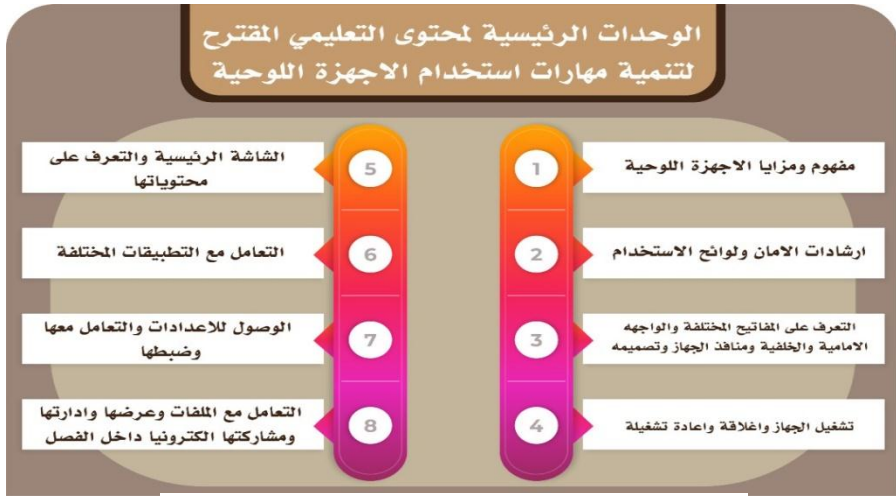 الوحدات الرئيسية لمحتوى التعليمي المقترح
لتنمية مهارات استخدام الاجهزة اللوحية
1
مفهوم ومزايا الاجهزة اللوحية
2
ارشادات الامان ولوائح الاستخدام
3
التعرف على المفاتيح المختلفة والواجهه
الامامية والخلفية ومنافذ الجهاز وتصميمه
4
تشغيل الجهاز واغلاقة واعادة تشغيلة
5
الشاشة الرئيسية والتعرف على
محتوياتها
6
التعامل مع التطبيقات المختلفة
7
الوصول للاعدادات والتعامل معها
وضبطها
8
التعامل مع الملفات وعرضها وادارتها
ومشاركتها الكترونيا داخل الفصل